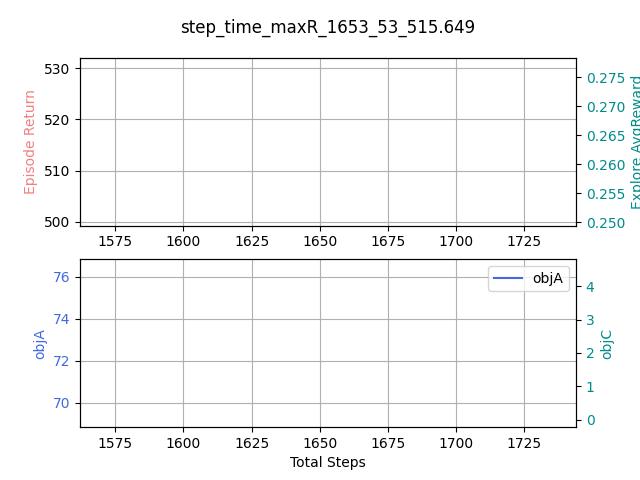 step_time_maxR_1653_53_515.649
530
520
510
500
Episode Return
0.275
0.270
0.265
0.260
0.255
0.250
Explore AvgReward
1575 1600 1625 1650 1675 1700 1725
76
74
72
70
objA
objA
4
3
2
1
0
objC
1575 1600 1625 1650 1675 1700 1725
Total Steps